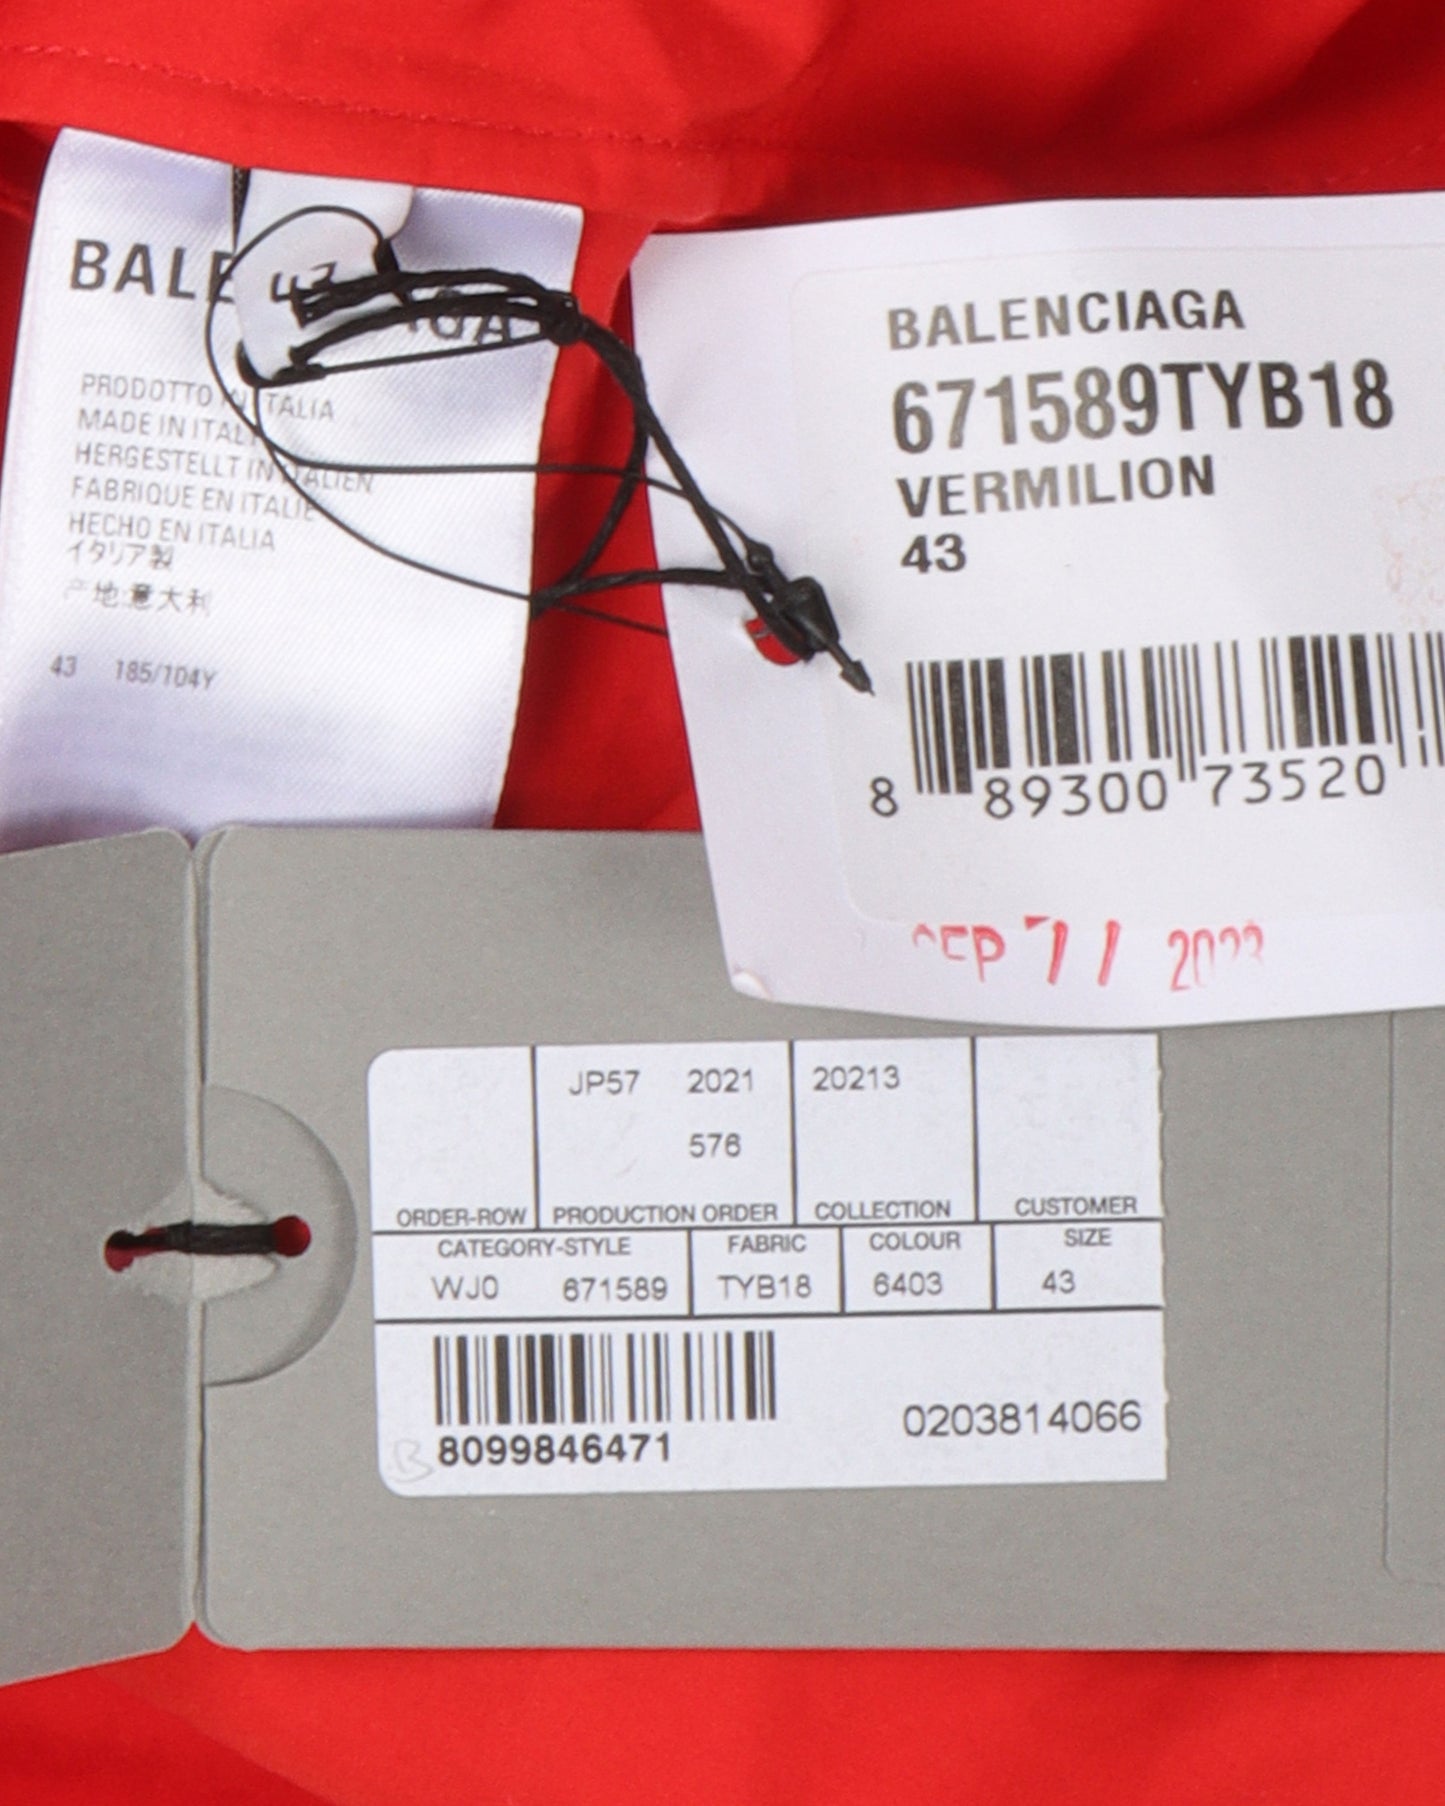 BALE
IGA
43
PRODOTTO IN ITALIA
MADE IN ITALY
HERGESTELLT IN ITALIEN
FABRIQUE EN ITALIE
HECHO EN ITALIA
イタリア製
产地:意大利
43 185/104Y
BALENCIAGA
671589TYB18
VERMILION
43
8 89300 73520
SEP 2023
JP57 2021 20213
576
ORDER-ROW PRODUCTION ORDER COLLECTION CUSTOMER
CATEGORY-STYLE FABRIC COLOUR SIZE
WJ0 671589 TYB18 6403 43
8099846471 0203814066